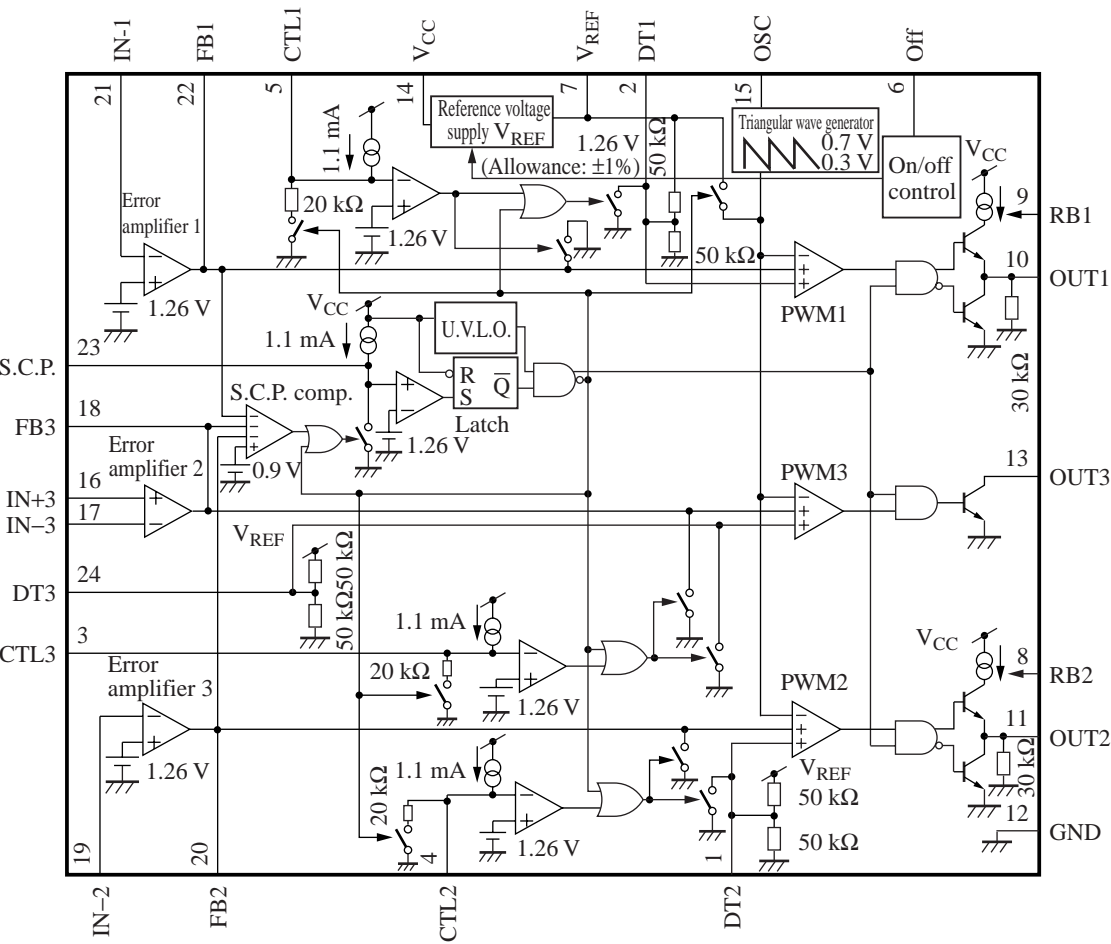 IN-1
FB1
CTL1
VCC
VREF
DT1
OSC
Off
21
22
5
14
7
2
15
6
Reference voltage
supply VREF
1.26 V
(Allowance: ±1%)
50 kΩ
Triangular wave generator
0.7 V
0.3 V
On/off
control
VCC
9
RB1
1.1 mA
20 kΩ
1.26 V
50 kΩ
Error
amplifier 1
1.26 V
PWM1
10
OUT1
30 kΩ
VCC
1.1 mA
U.V.L.O.
23
S.C.P.
R
S
Q
Latch
S.C.P. comp.
1.26 V
0.9 V
18
FB3
Error
amplifier 2
16
IN+3
17
IN−3
PWM3
13
OUT3
VREF
50 kΩ
50 kΩ
24
DT3
3
CTL3
1.1 mA
20 kΩ
1.26 V
Error
amplifier 3
1.26 V
PWM2
VCC
8
RB2
11
OUT2
30 kΩ
1.1 mA
20 kΩ
1.26 V
VREF
50 kΩ
50 kΩ
12
GND
19
20
4
1
IN−2
FB2
CTL2
DT2